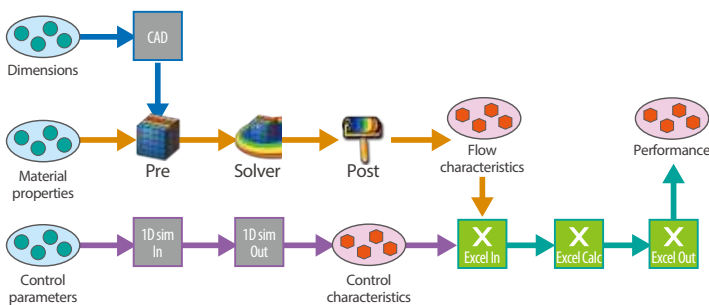 CAD
Dimensions
Material
properties
Pre
Solver
Post
Flow
characteristics
Performance
Control
parameters
1D sim
In
1D sim
Out
Control
characteristics
X
Excel In
X
Excel Calc
X
Excel Out